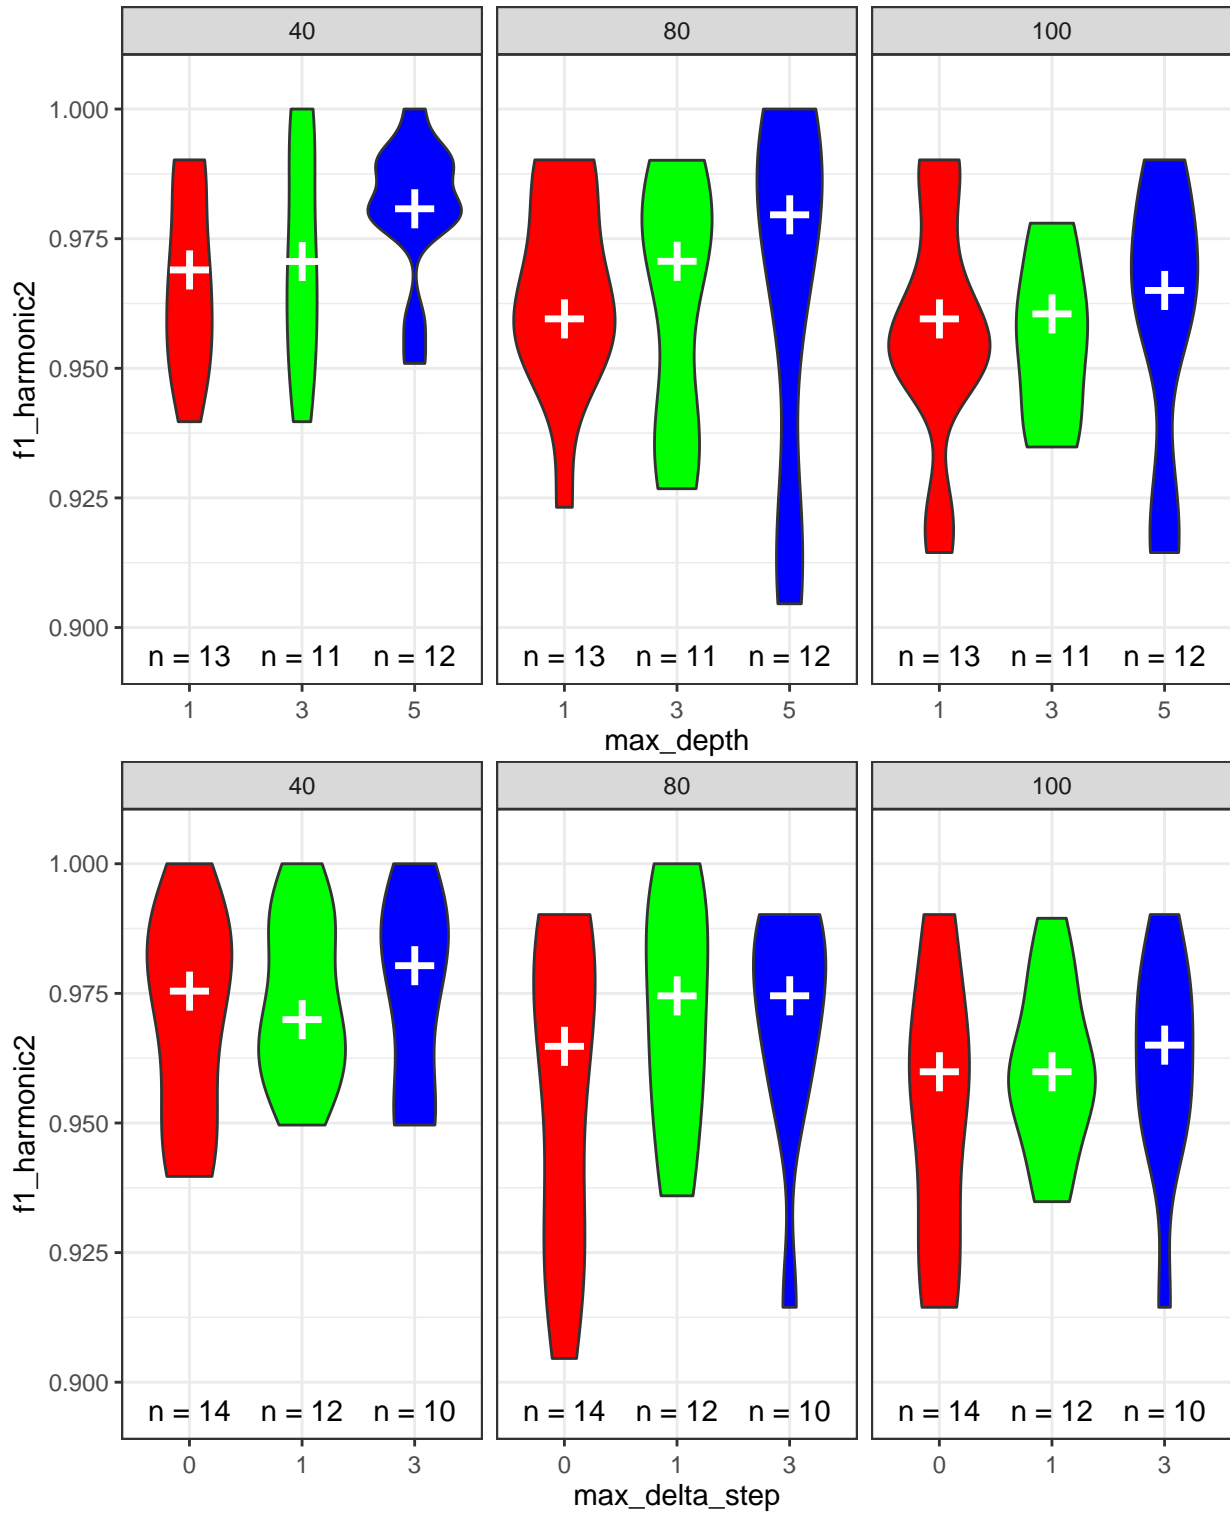 40 80 100
f1_harmonic2
1.000
0.975
0.950
0.925
0.900
n = 13 n = 11 n = 12 n = 13 n = 11 n = 12 n = 13 n = 11 n = 12
1 3 5 1 3 5 1 3 5
max_depth
40 80 100
f1_harmonic2
1.000
0.975
0.950
0.925
0.900
n = 14 n = 12 n = 10 n = 14 n = 12 n = 10 n = 14 n = 12 n = 10
0 1 3 0 1 3 0 1 3
max_delta_step